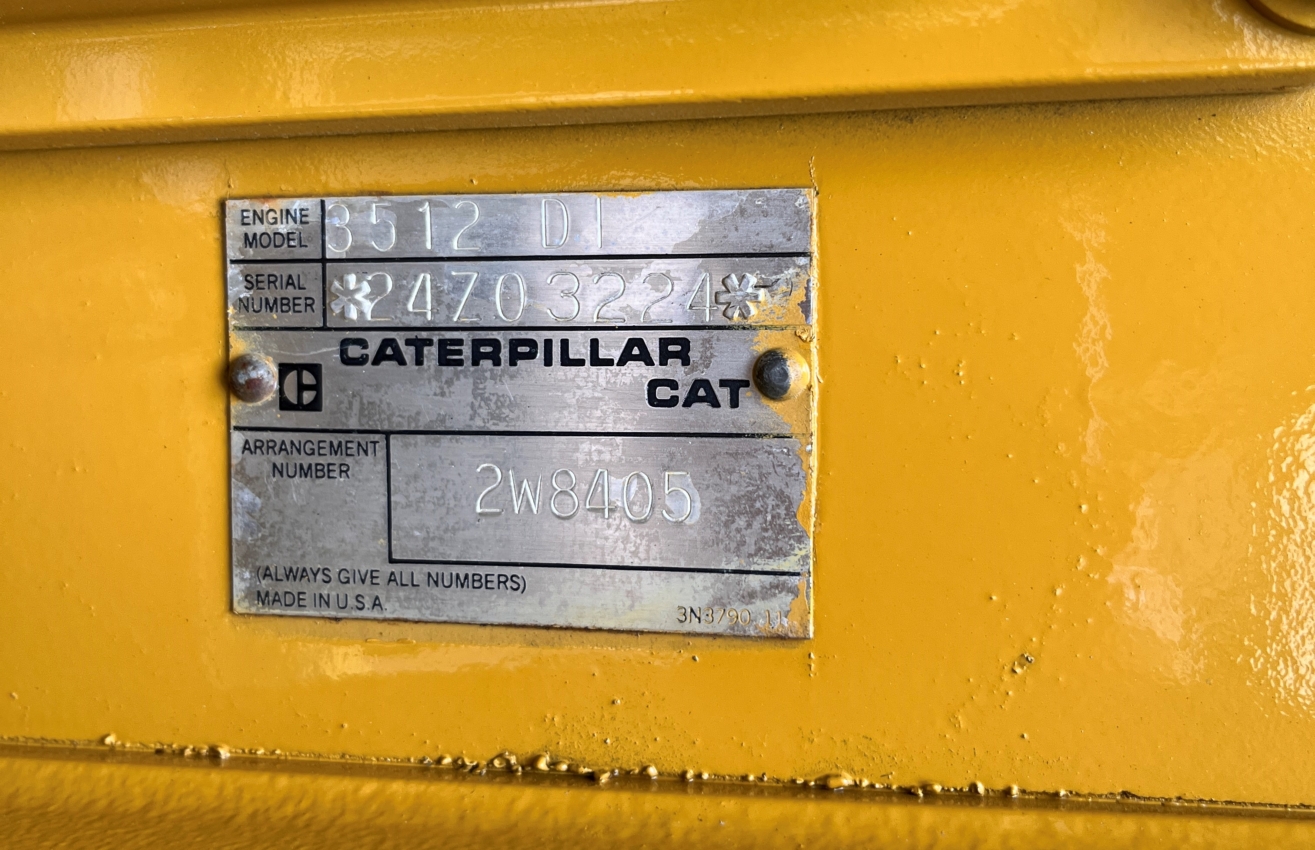 ENGINE MODEL 3512 DI
SERIAL NUMBER *24Z03224*
CATERPILLAR
CAT
ARRANGEMENT NUMBER 2W8405
(ALWAYS GIVE ALL NUMBERS)
MADE IN U.S.A.
3N3790 11